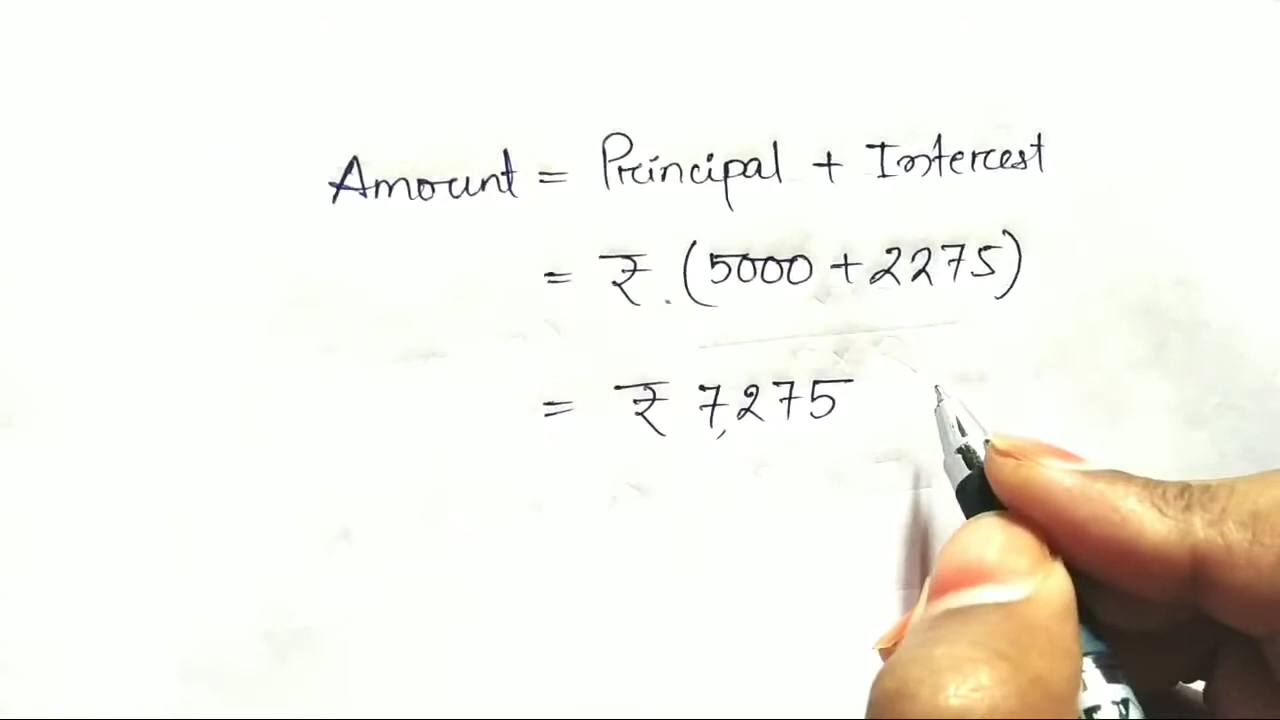 Amount = Principal + Interest
= ₹. (5000 + 2275)
= ₹ 7,275